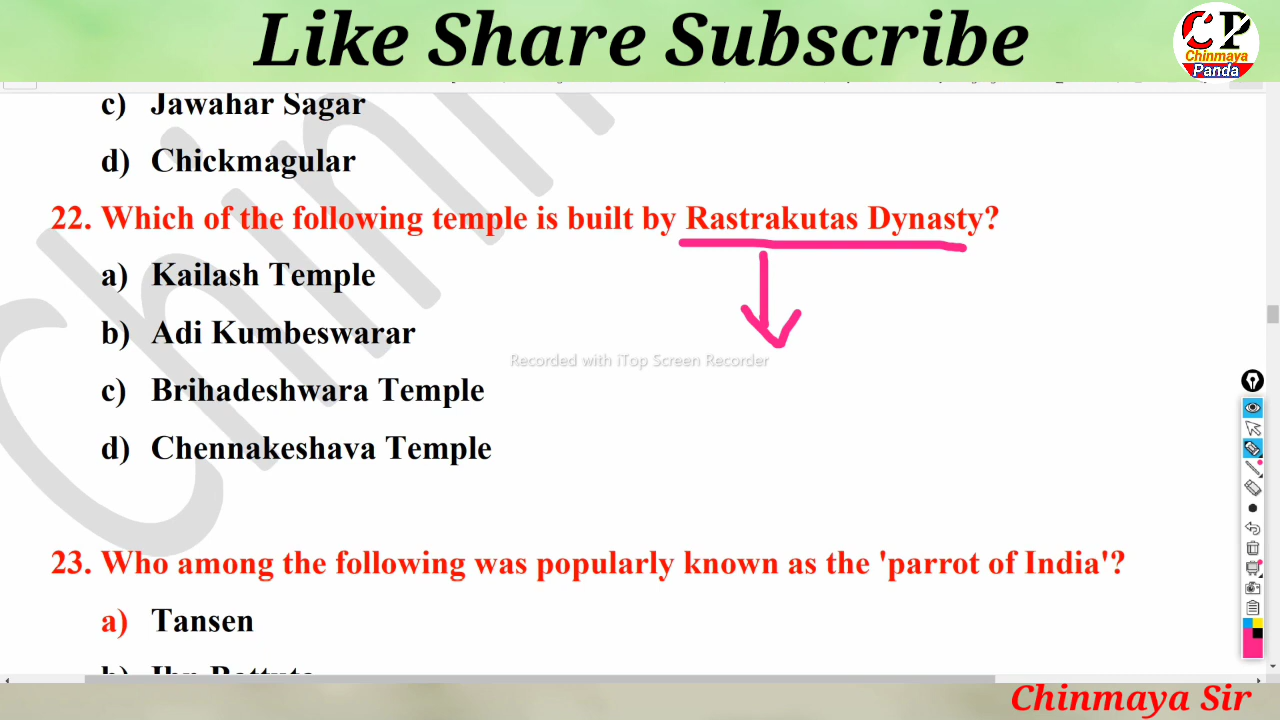 Like Share Subscribe
CP
Chinmaya
Panda
c) Jawahar Sagar
d) Chickmagular
22. Which of the following temple is built by Rastrakutas Dynasty?
a) Kailash Temple
b) Adi Kumbeswarar
Recorded with iTop Screen Recorder
c) Brihadeshwara Temple
d) Chennakeshava Temple
23. Who among the following was popularly known as the 'parrot of India'?
a) Tansen
Chinmaya Sir